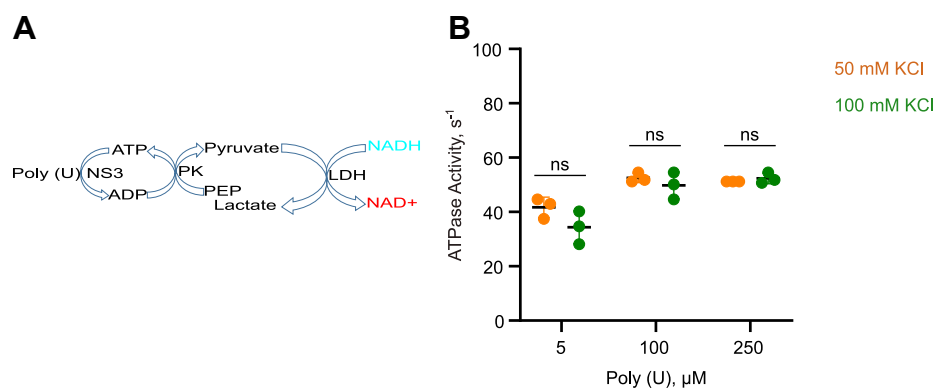 A
Poly (U)
NS3
ATP
ADP
PK
Pyruvate
PEP
Lactate
LDH
NADH
NAD+
B
ATPase Activity, s-1
100
80
60
40
20
0
ns
ns
ns
5
100
250
Poly (U), µM
50 mM KCl
100 mM KCl